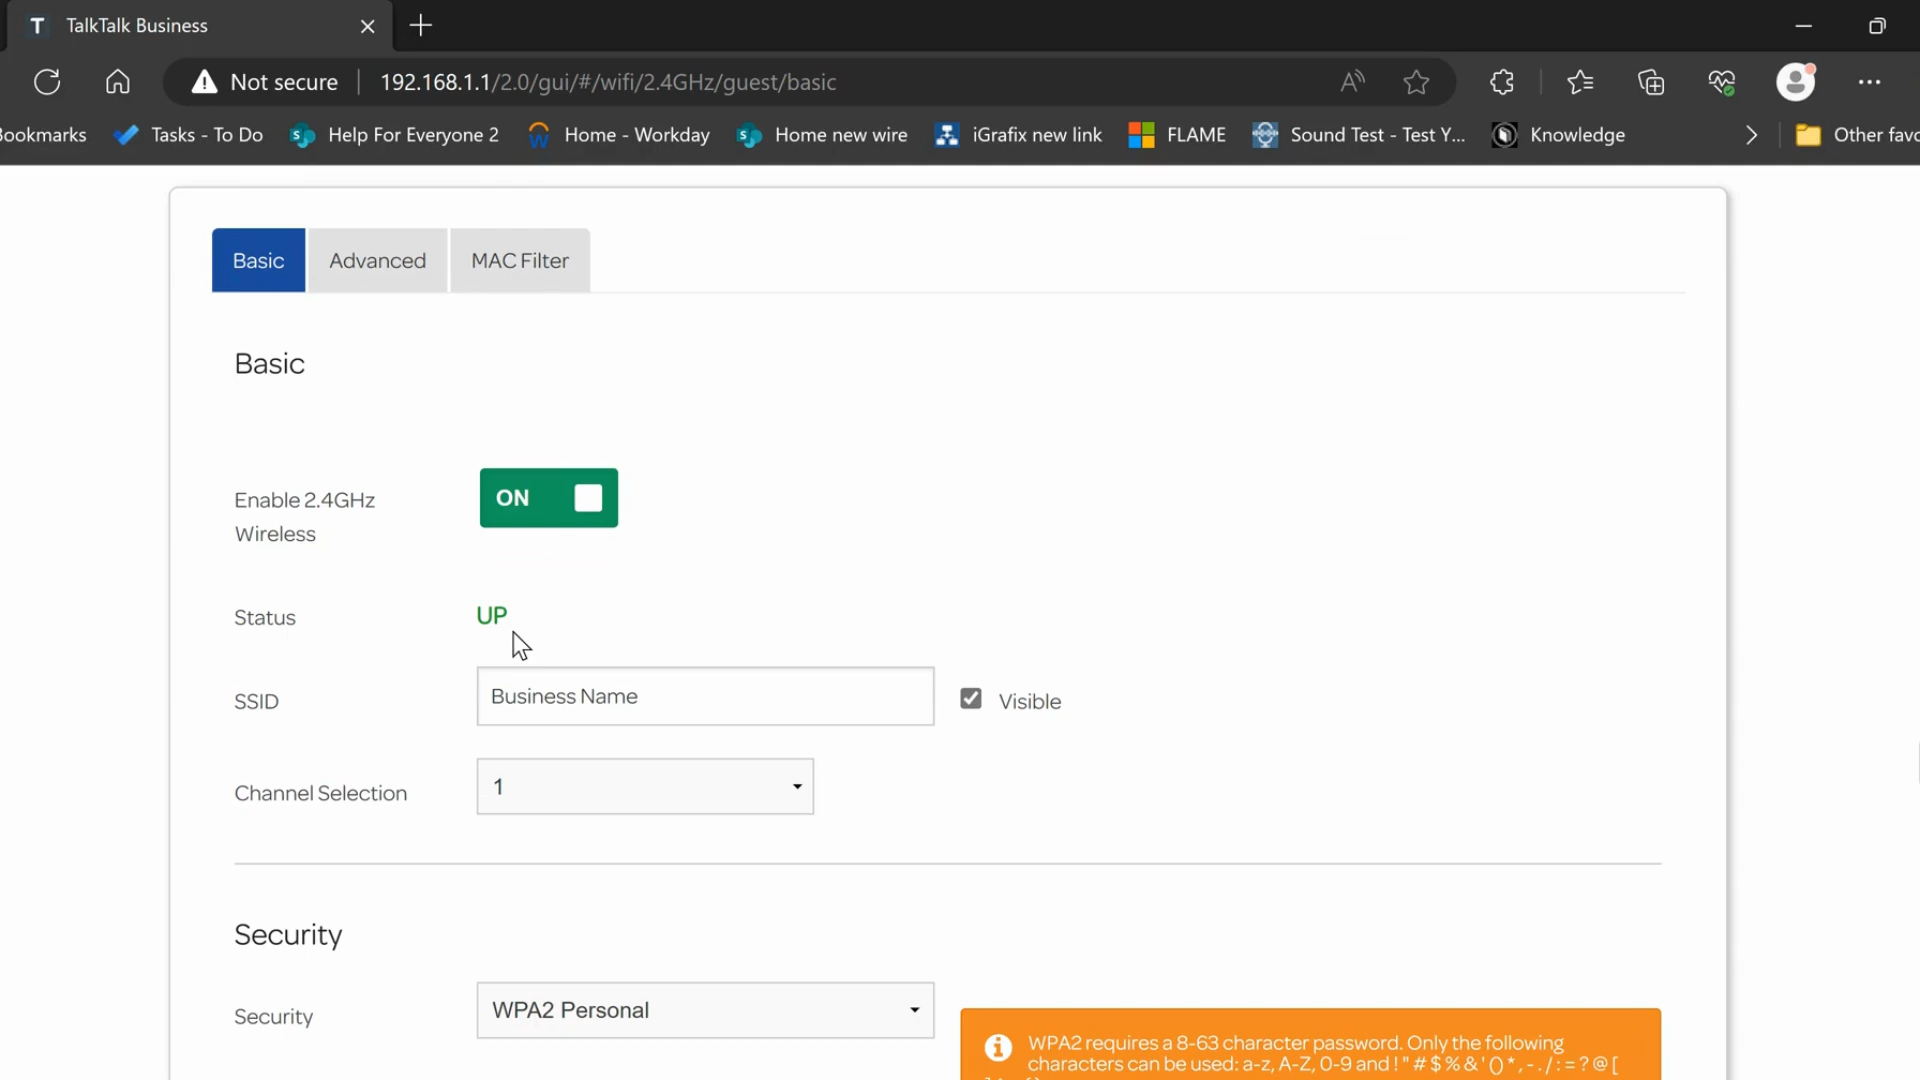 T TalkTalk Business
Not secure 192.168.1.1/2.0/gui/#/wifi/2.4GHz/guest/basic
Bookmarks Tasks - To Do Help For Everyone 2 Home - Workday Home new wire iGrafix new link FLAME Sound Test - Test Y... Knowledge Other favo
Basic Advanced MAC Filter
Basic
Enable 2.4GHz
Wireless
ON
Status UP
SSID Business Name Visible
Channel Selection 1
Security
Security WPA2 Personal
WPA2 requires a 8-63 character password. Only the following
characters can be used: a-z, A-Z, 0-9 and ! " # $ % & ' ( ) * , - . / : = ? @ [